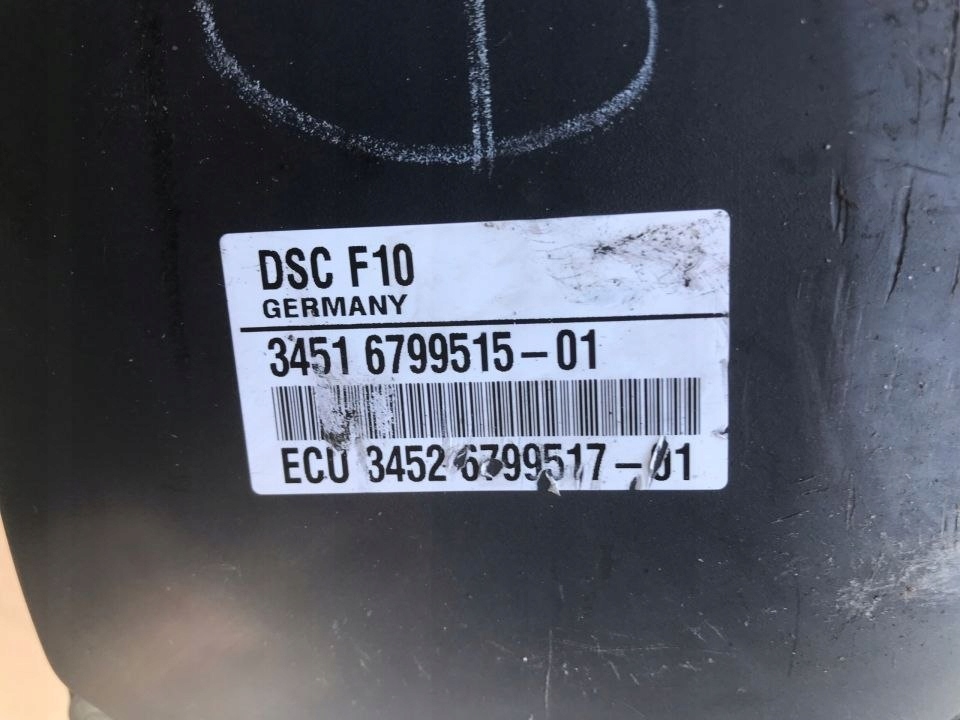 DSC F10
GERMANY
3451 6799515-01
ECU 3452 6799517-01